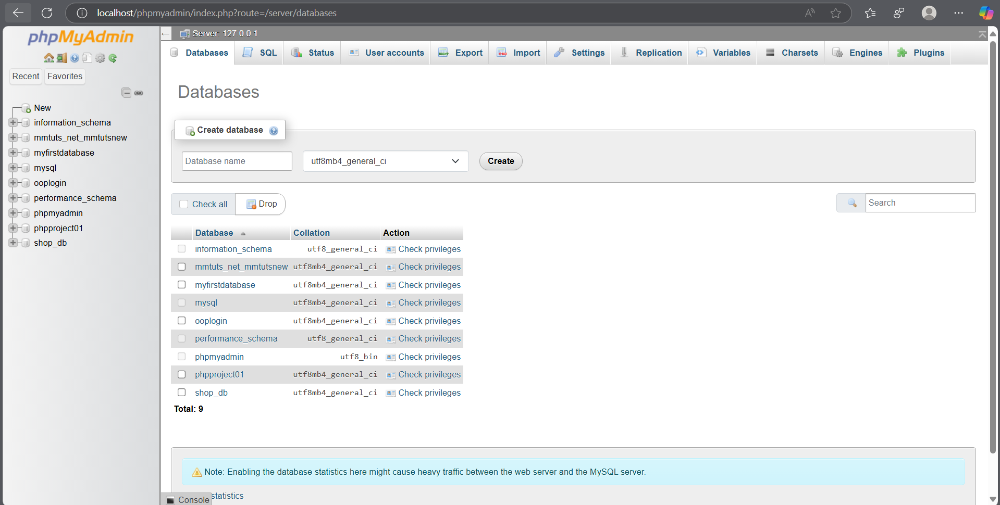 localhost/phpmyadmin/index.php?route=/server/databases
phpMyAdmin
Recent Favorites
New
information_schema
mmtuts_net_mmtutsnew
myfirstdatabase
mysql
ooplogin
performance_schema
phpmyadmin
phpproject01
shop_db
Server: 127.0.0.1
Databases SQL Status User accounts Export Import Settings Replication Variables Charsets Engines Plugins
Databases
Create database
Database name utf8mb4_general_ci Create
Check all Drop Search
Database Collation Action
information_schema utf8_general_ci Check privileges
mmtuts_net_mmtutsnew utf8mb4_general_ci Check privileges
myfirstdatabase utf8mb4_general_ci Check privileges
mysql utf8mb4_general_ci Check privileges
ooplogin utf8mb4_general_ci Check privileges
performance_schema utf8_general_ci Check privileges
phpmyadmin utf8_bin Check privileges
phpproject01 utf8mb4_general_ci Check privileges
shop_db utf8mb4_general_ci Check privileges
Total: 9
Note: Enabling the database statistics here might cause heavy traffic between the web server and the MySQL server.
statistics
Console